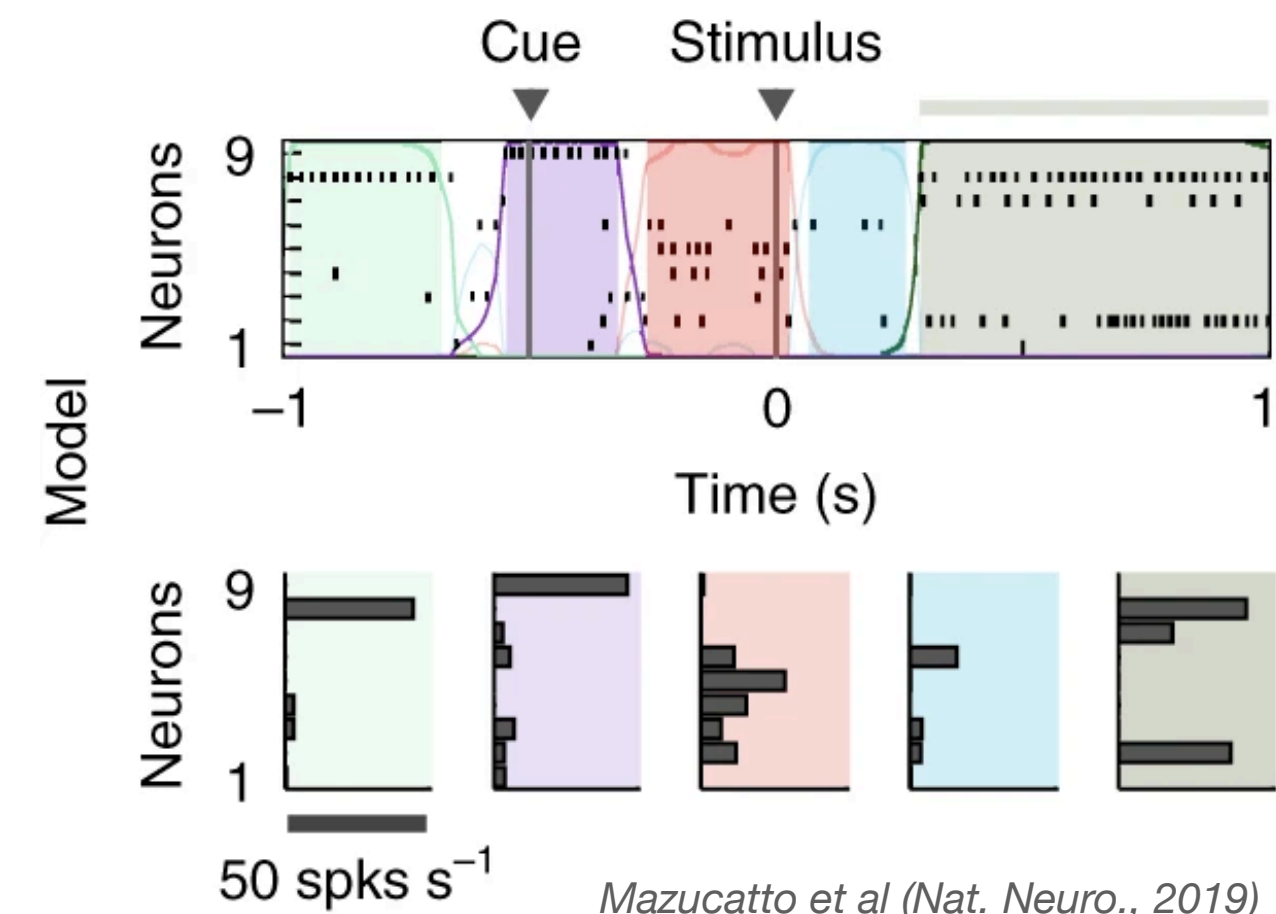 Cue Stimulus
Neurons
9
1
−1 0 1
Time (s)
Model
Neurons
9
1
50 spks s−1
Mazucatto et al (Nat. Neuro., 2019)